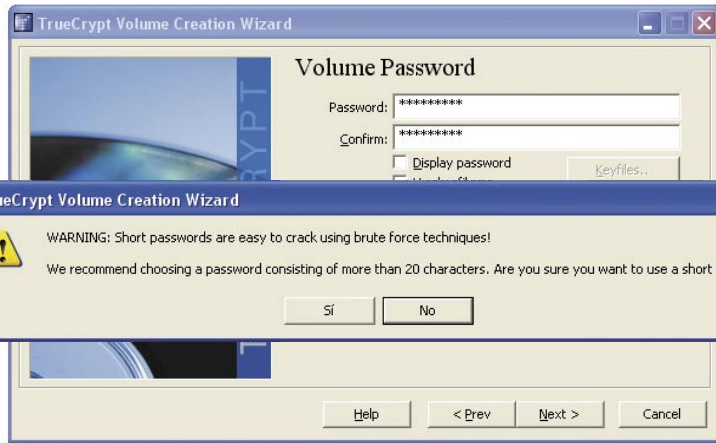 TrueCrypt Volume Creation Wizard
Volume Password
Password: *********
Confirm: *********
Display password
Keyfiles..
ueCrypt Volume Creation Wizard
WARNING: Short passwords are easy to crack using brute force techniques!
We recommend choosing a password consisting of more than 20 characters. Are you sure you want to use a short
Sí
No
Help
< Prev
Next >
Cancel